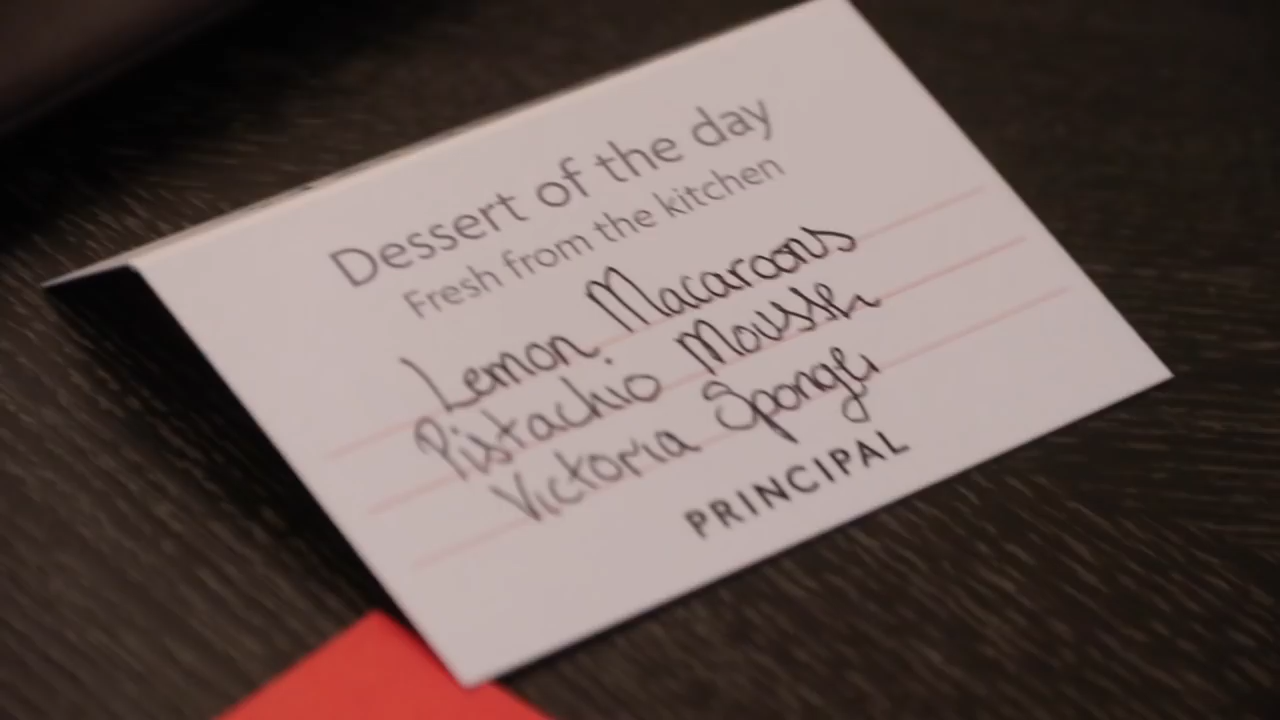 Dessert of the day
Fresh from the kitchen
Lemon Macaroons
Pistachio Mousse
Victoria Sponge
PRINCIPAL